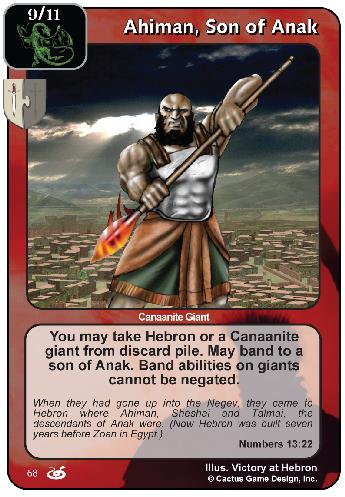 9/11
Ahiman, Son of Anak
Canaanite Giant
You may take Hebron or a Canaanite
giant from discard pile. May band to a
son of Anak. Band abilities on giants
cannot be negated.
When they had gone up into the Negev, they came to
Hebron where Ahiman, Sheshai and Talmai, the
descendants of Anak were. (Now Hebron was built seven
years before Zoan in Egypt.)
Numbers 13:22
68
Illus. Victory at Hebron
© Cactus Game Design, Inc.